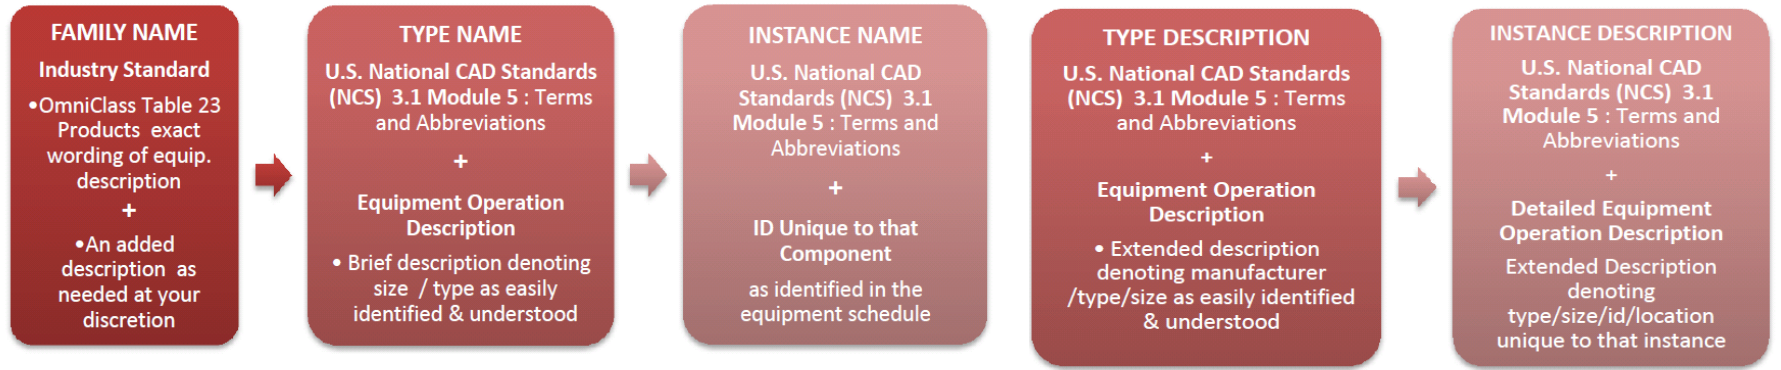 FAMILY NAME
Industry Standard
•OmniClass Table 23
Products exact
wording of equip.
description
+
•An added
description as
needed at your
discretion
TYPE NAME
U.S. National CAD Standards
(NCS) 3.1 Module 5 : Terms
and Abbreviations
+
Equipment Operation
Description
• Brief description denoting
size / type as easily
identified & understood
INSTANCE NAME
U.S. National CAD
Standards (NCS) 3.1
Module 5 : Terms and
Abbreviations
+
ID Unique to that
Component
as identified in the
equipment schedule
TYPE DESCRIPTION
U.S. National CAD Standards
(NCS) 3.1 Module 5 : Terms
and Abbreviations
+
Equipment Operation
Description
• Extended description
denoting manufacturer
/type/size as easily identified
& understood
INSTANCE DESCRIPTION
U.S. National CAD
Standards (NCS) 3.1
Module 5 : Terms and
Abbreviations
+
Detailed Equipment
Operation Description
Extended Description
denoting
type/size/id/location
unique to that instance